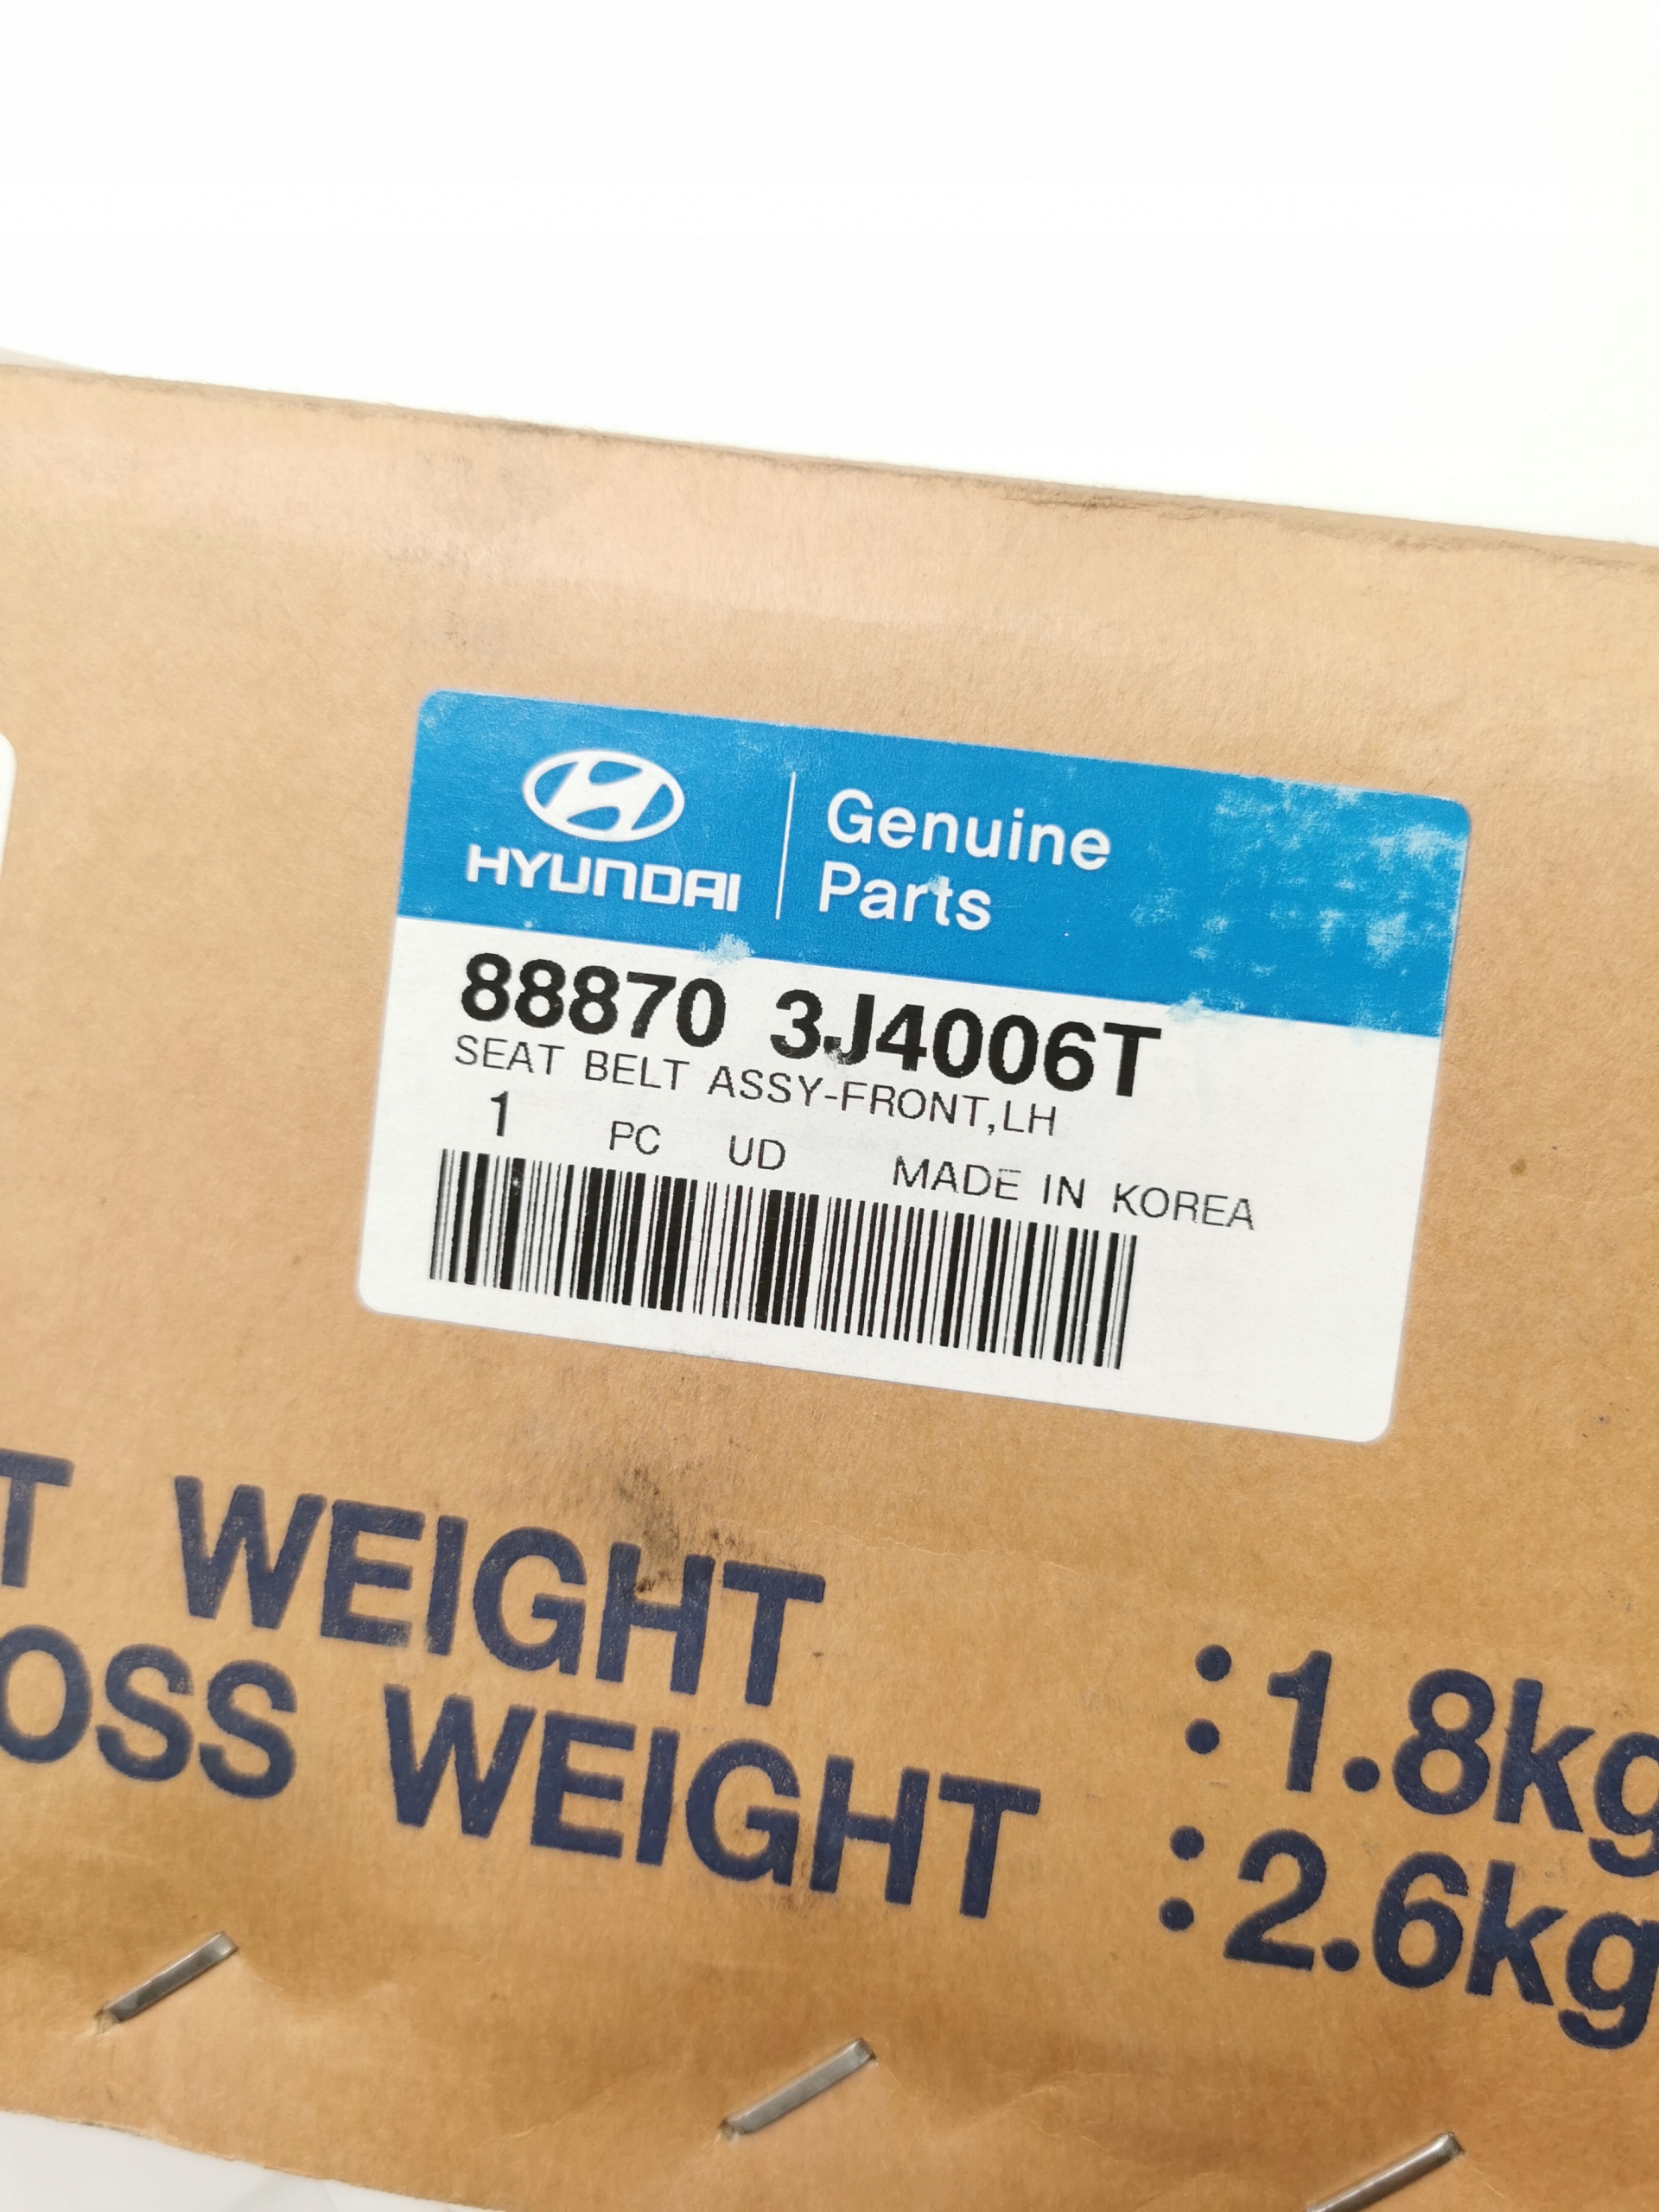 HYUNDAI
Genuine
Parts
88870 3J4006T
SEAT BELT ASSY-FRONT,LH
1 PC UD MADE IN KOREA
T WEIGHT :1.8kg
OSS WEIGHT :2.6kg